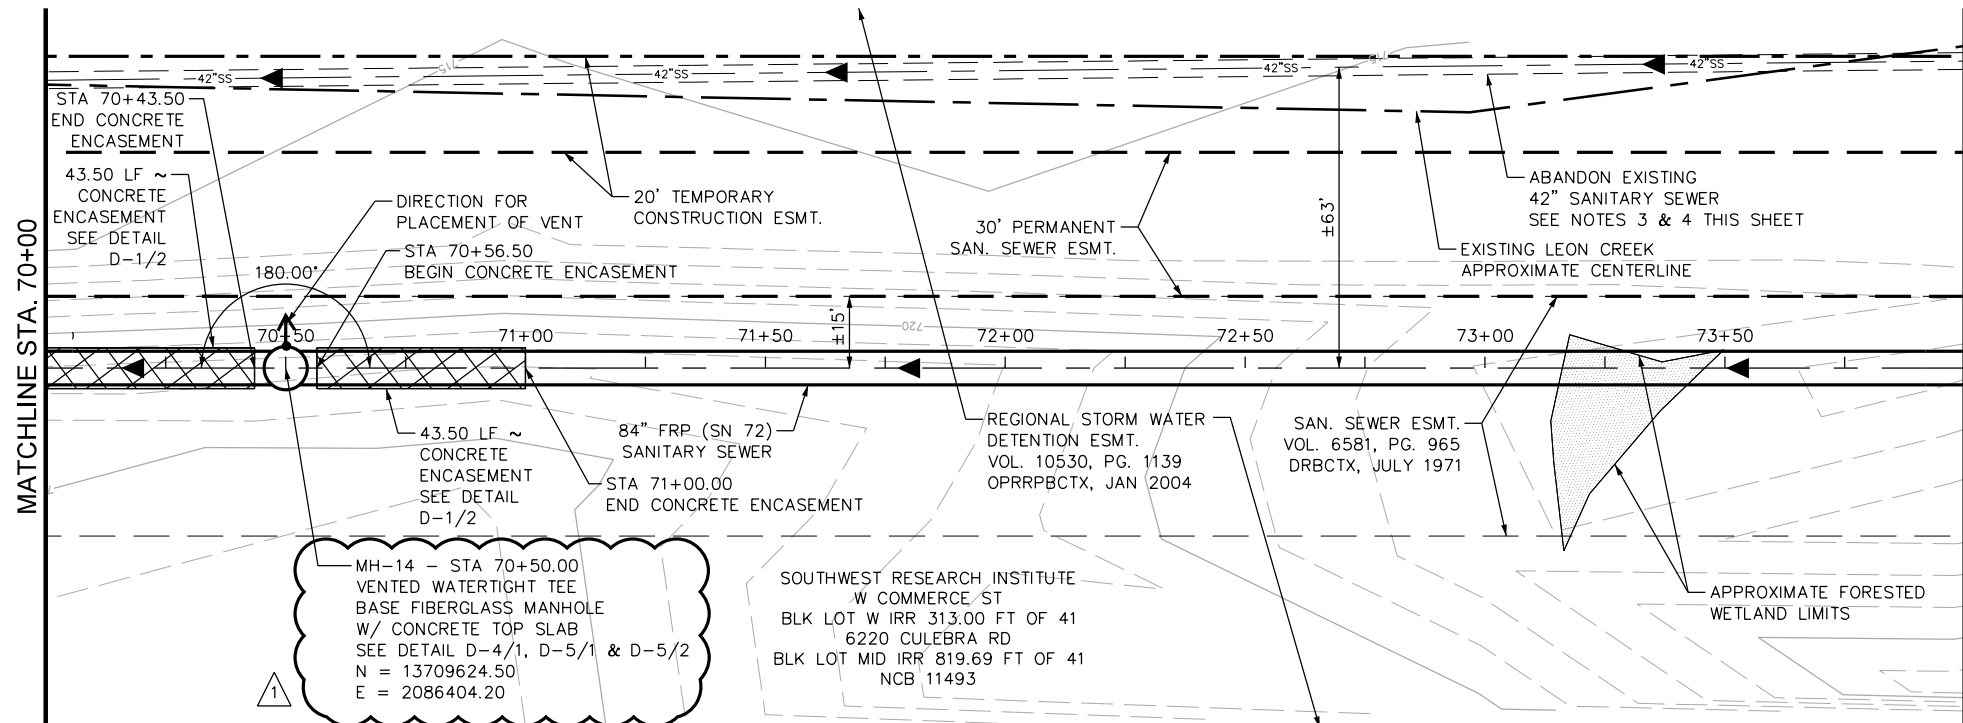 715
715
42"SS
42"SS
42"SS
42"SS
STA 70+43.50
END CONCRETE
ENCASEMENT
43.50 LF ~
CONCRETE
ENCASEMENT
SEE DETAIL
D-1/2
DIRECTION FOR
PLACEMENT OF VENT
STA 70+56.50
BEGIN CONCRETE ENCASEMENT
180.00°
20' TEMPORARY
CONSTRUCTION ESMT.
30' PERMANENT
SAN. SEWER ESMT.
±63'
ABANDON EXISTING
42" SANITARY SEWER
SEE NOTES 3 & 4 THIS SHEET
EXISTING LEON CREEK
APPROXIMATE CENTERLINE
MATCHLINE STA. 70+00
70+50
71+00
71+50
±15'
720
72+00
72+50
73+00
73+50
43.50 LF ~
CONCRETE
ENCASEMENT
SEE DETAIL
D-1/2
84" FRP (SN 72)
SANITARY SEWER
STA 71+00.00
END CONCRETE ENCASEMENT
REGIONAL STORM WATER
DETENTION ESMT.
VOL. 10530, PG. 1139
OPRRPBCTX, JAN 2004
SAN. SEWER ESMT.
VOL. 6581, PG. 965
DRBCTX, JULY 1971
MH-14 - STA 70+50.00
VENTED WATERTIGHT TEE
BASE FIBERGLASS MANHOLE
W/ CONCRETE TOP SLAB
SEE DETAIL D-4/1, D-5/1 & D-5/2
N = 13709624.50
E = 2086404.20
1
SOUTHWEST RESEARCH INSTITUTE
W COMMERCE ST
BLK LOT W IRR 313.00 FT OF 41
6220 CULEBRA RD
BLK LOT MID IRR 819.69 FT OF 41
NCB 11493
APPROXIMATE FORESTED
WETLAND LIMITS